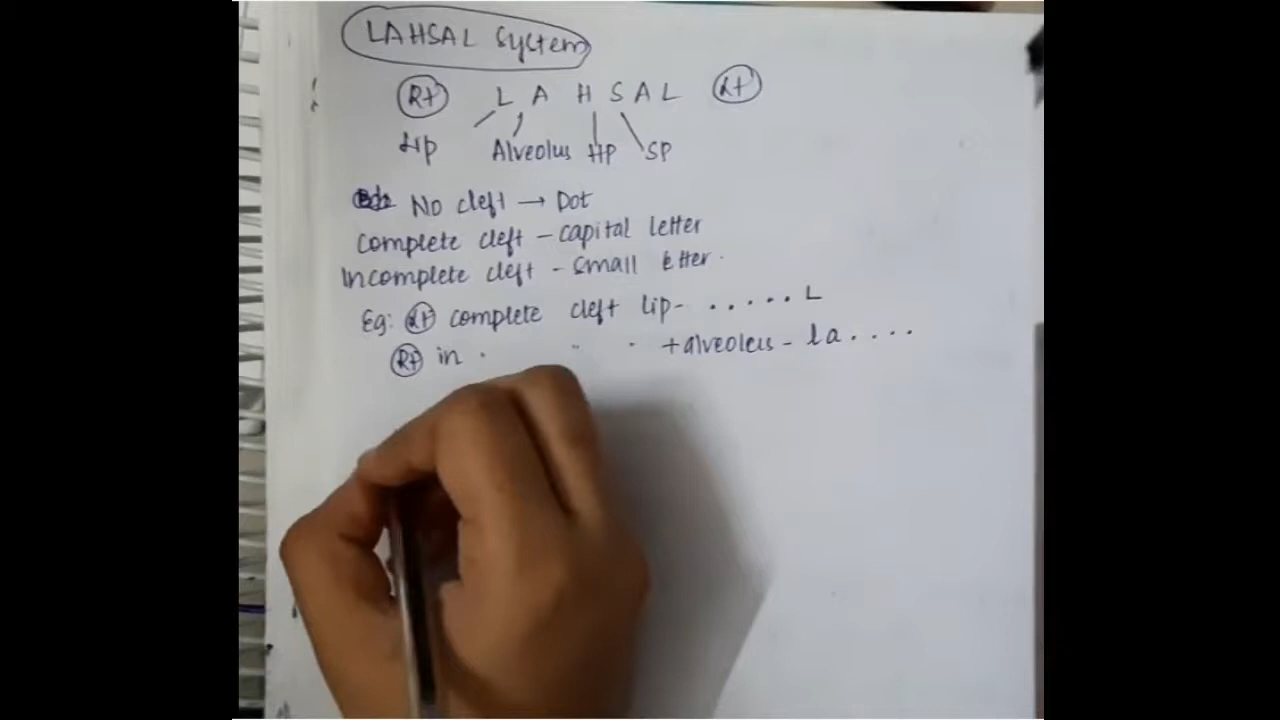 LAHSAL System
Rt L A H S A L Lt
Lip Alveolus HP SP
No cleft → Dot
Complete cleft - capital letter
Incomplete cleft - small letter.
Eg: Lt complete cleft lip - ..... L
Rt in " " " + alveolus - la....